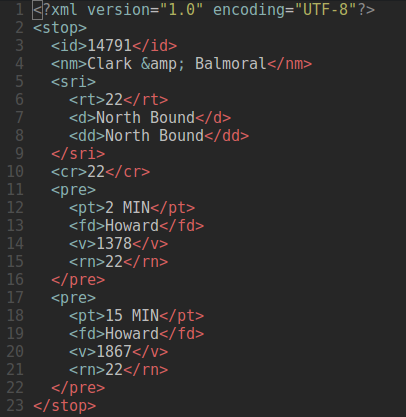 1 <?xml version="1.0" encoding="UTF-8"?>
2 <stop>
3   <id>14791</id>
4   <nm>Clark &amp; Balmoral</nm>
5   <sri>
6     <rt>22</rt>
7     <d>North Bound</d>
8     <dd>North Bound</dd>
9   </sri>
10   <cr>22</cr>
11   <pre>
12     <pt>2 MIN</pt>
13     <fd>Howard</fd>
14     <v>1378</v>
15     <rn>22</rn>
16   </pre>
17   <pre>
18     <pt>15 MIN</pt>
19     <fd>Howard</fd>
20     <v>1867</v>
21     <rn>22</rn>
22   </pre>
23 </stop>